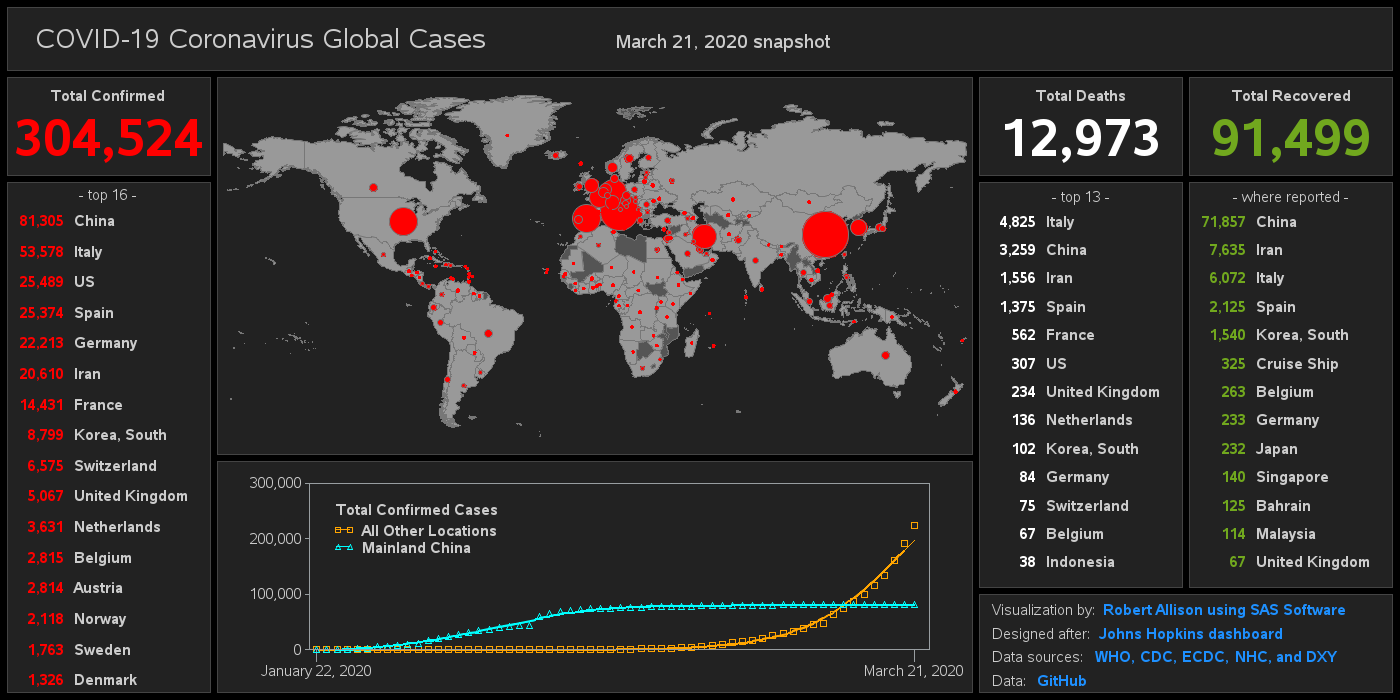 COVID-19 Coronavirus Global Cases
March 21, 2020 snapshot
Total Confirmed
304,524
- top 16 -
81,305 China
53,578 Italy
25,489 US
25,374 Spain
22,213 Germany
20,610 Iran
14,431 France
8,799 Korea, South
6,575 Switzerland
5,067 United Kingdom
3,631 Netherlands
2,815 Belgium
2,814 Austria
2,118 Norway
1,763 Sweden
1,326 Denmark
300,000
200,000
100,000
0
Total Confirmed Cases
All Other Locations
Mainland China
January 22, 2020
March 21, 2020
Total Deaths
12,973
- top 13 -
4,825 Italy
3,259 China
1,556 Iran
1,375 Spain
562 France
307 US
234 United Kingdom
136 Netherlands
102 Korea, South
84 Germany
75 Switzerland
67 Belgium
38 Indonesia
Total Recovered
91,499
- where reported -
71,857 China
7,635 Iran
6,072 Italy
2,125 Spain
1,540 Korea, South
325 Cruise Ship
263 Belgium
233 Germany
232 Japan
140 Singapore
125 Bahrain
114 Malaysia
67 United Kingdom
Visualization by: Robert Allison using SAS Software
Designed after: Johns Hopkins dashboard
Data sources: WHO, CDC, ECDC, NHC, and DXY
Data: GitHub